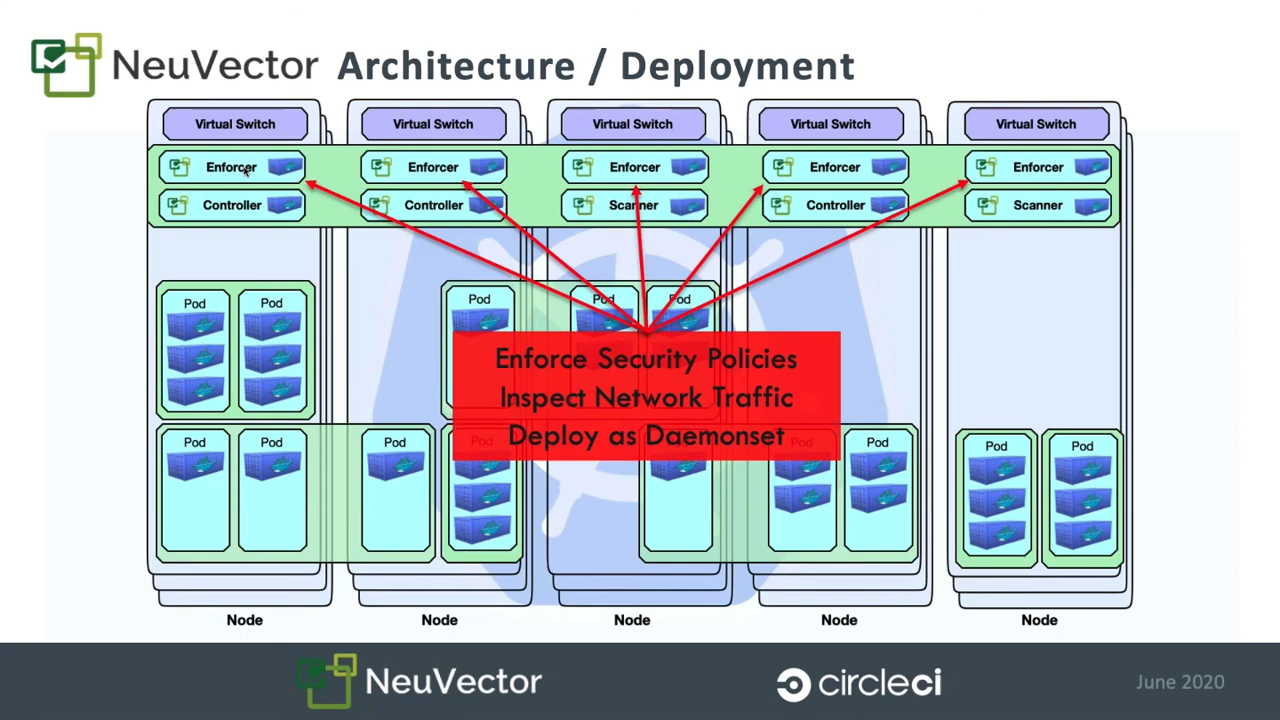 NeuVector Architecture / Deployment
Virtual Switch
Virtual Switch
Virtual Switch
Virtual Switch
Virtual Switch
Enforcer
Enforcer
Enforcer
Enforcer
Enforcer
Controller
Controller
Scanner
Controller
Scanner
Pod
Pod
Pod
Pod
Pod
Enforce Security Policies
Inspect Network Traffic
Deploy as Daemonset
Pod
Pod
Pod
Pod
Pod
Pod
Pod
Pod
Node
Node
Node
Node
Node
NeuVector
circleci
June 2020